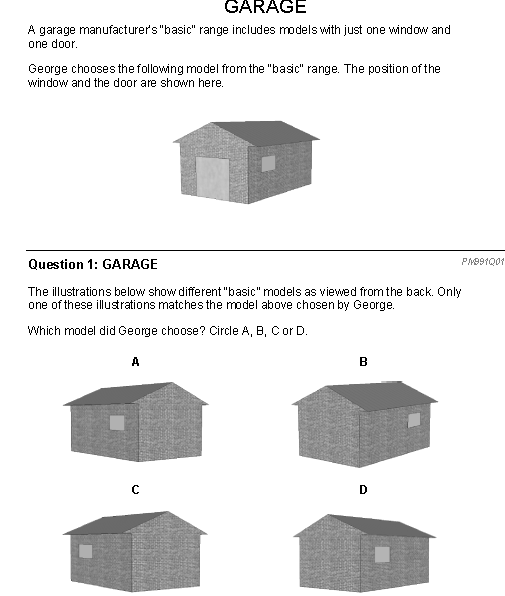 GARAGE
A garage manufacturer's "basic" range includes models with just one window and
one door.
George chooses the following model from the "basic" range. The position of the
window and the door are shown here.
Question 1: GARAGE
PM991Q01
The illustrations below show different "basic" models as viewed from the back. Only
one of these illustrations matches the model above chosen by George.
Which model did George choose? Circle A, B, C or D.
A
B
C
D